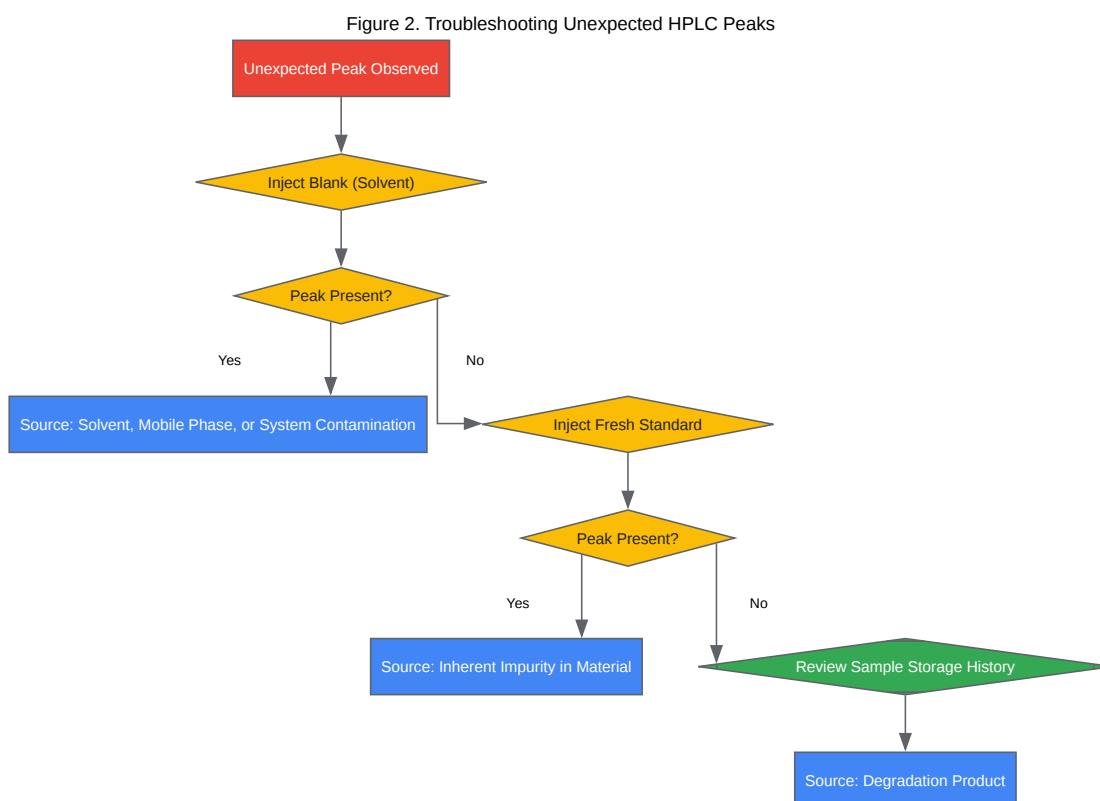 Figure 2. Troubleshooting Unexpected HPLC Peaks
Unexpected Peak Observed
Inject Blank (Solvent)
Peak Present?
Yes
No
Source: Solvent, Mobile Phase, or System Contamination
Inject Fresh Standard
Peak Present?
Yes
No
Source: Inherent Impurity in Material
Review Sample Storage History
Source: Degradation Product